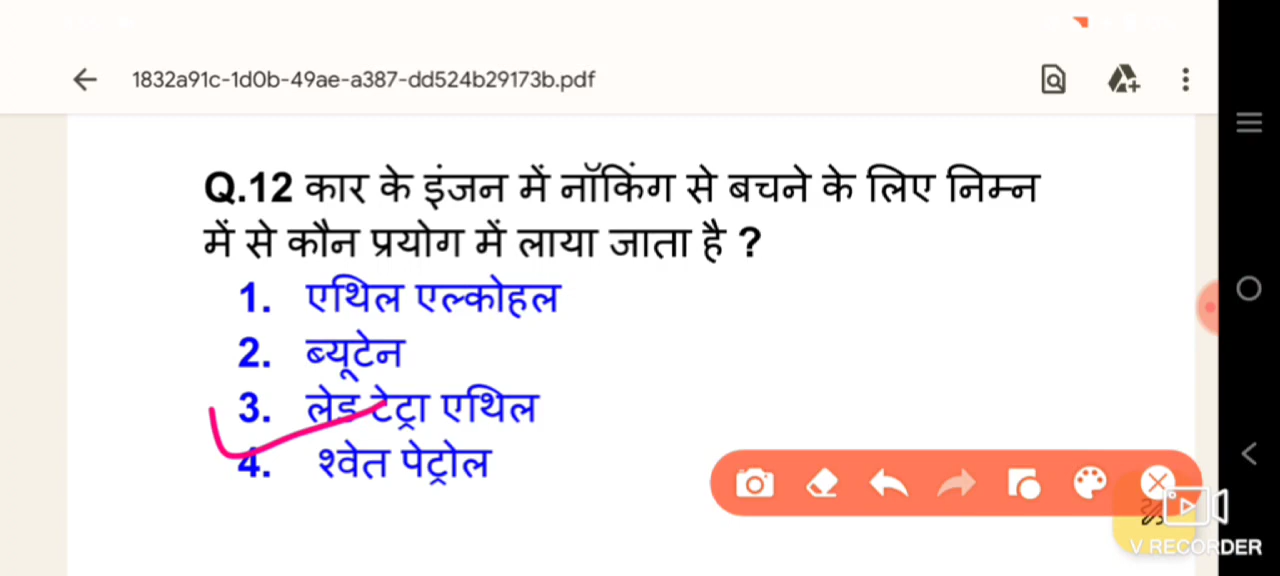 1832a91c-1d0b-49ae-a387-dd524b29173b.pdf
Q.12 कार के इंजन में नॉकिंग से बचने के लिए निम्न
में से कौन प्रयोग में लाया जाता है ?
1. एथिल एल्कोहल
2. ब्यूटेन
3. लेड टेट्रा एथिल
4. श्वेत पेट्रोल
V RECORDER